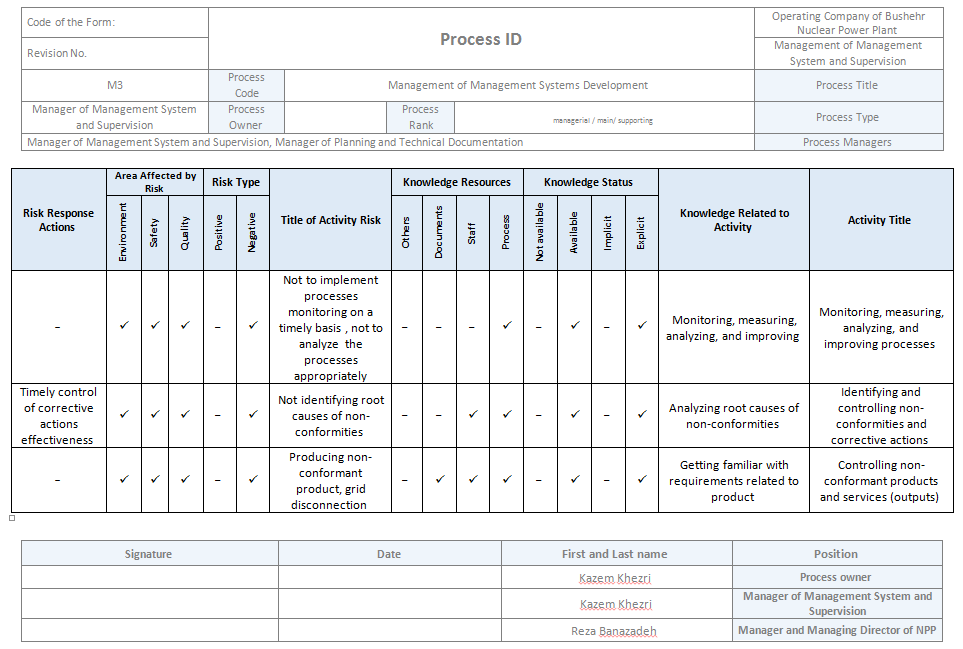 Code of the Form:
Revision No.
Process ID
Operating Company of Bushehr
Nuclear Power Plant
Management of Management
System and Supervision
M3
Process
Code
Management of Management Systems Development
Process Title
Manager of Management System
and Supervision
Process
Owner
Process
Rank
managerial / main/ supporting
Process Type
Manager of Management System and Supervision, Manager of Planning and Technical Documentation
Process Managers
Risk Response
Actions
Area Affected by
Risk
Environment
Safety
Quality
Risk Type
Positive
Negative
Title of Activity Risk
Knowledge Resources
Others
Documents
Staff
Process
Knowledge Status
Not available
Available
Implicit
Explicit
Knowledge Related to
Activity
Activity Title
–
✓ ✓ ✓ – ✓
Not to implement
processes
monitoring on a
timely basis , not to
analyze the
processes
appropriately
– – – ✓ – ✓ – ✓
Monitoring, measuring,
analyzing, and improving
Monitoring, measuring,
analyzing, and
improving processes
Timely control
of corrective
actions
effectiveness
✓ ✓ ✓ – ✓
Not identifying root
causes of non-
conformities
– – ✓ ✓ – ✓ – ✓
Analyzing root causes of
non-conformities
Identifying and
controlling non-
conformities and
corrective actions
–
✓ ✓ ✓ – ✓
Producing non-
conformant
product, grid
disconnection
– ✓ ✓ ✓ – ✓ – ✓
Getting familiar with
requirements related to
product
Controlling non-
conformant products
and services (outputs)
Signature
Date
First and Last name
Position
Kazem Khezri
Process owner
Kazem Khezri
Manager of Management System and
Supervision
Reza Banazadeh
Manager and Managing Director of NPP